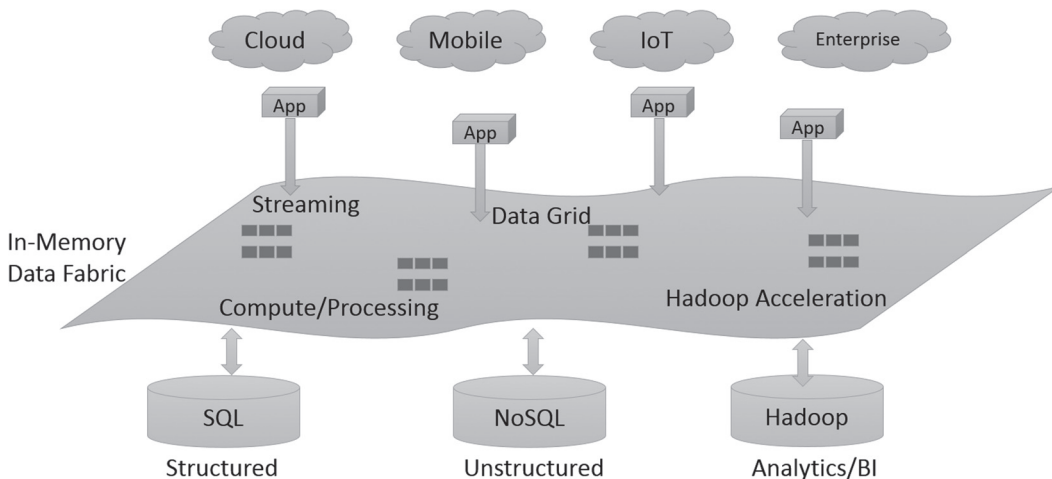 Cloud
Mobile
IoT
Enterprise
App
App
App
App
Streaming
Data Grid
In-Memory
Data Fabric
Compute/Processing
Hadoop Acceleration
SQL
NoSQL
Hadoop
Structured
Unstructured
Analytics/BI